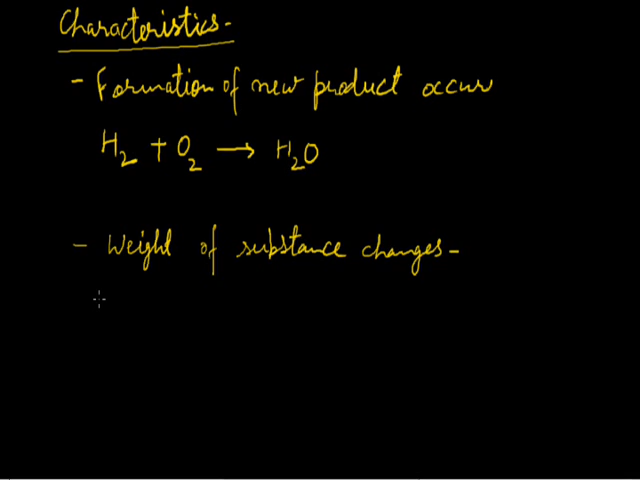 Characteristics.
- Formation of new product occur
H₂ + O₂ → H₂O
- Weight of substance changes -